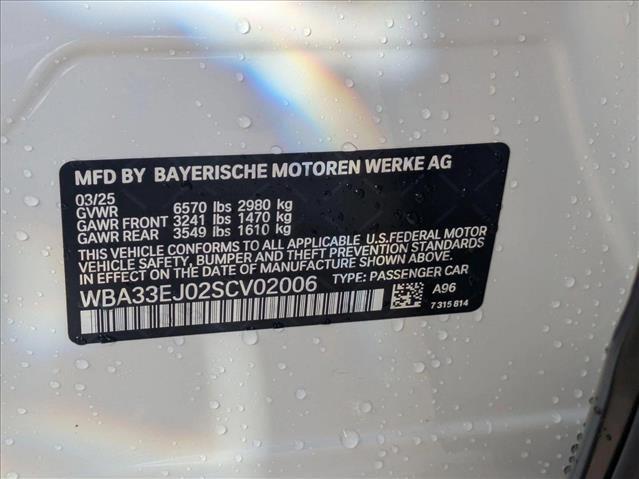 MFD BY BAYERISCHE MOTOREN WERKE AG
03/25
GVWR 6570 lbs 2980 kg
GAWR FRONT 3241 lbs 1470 kg
GAWR REAR 3549 lbs 1610 kg
THIS VEHICLE CONFORMS TO ALL APPLICABLE U.S.FEDERAL MOTOR
VEHICLE SAFETY, BUMPER AND THEFT PREVENTION STANDARDS
IN EFFECT ON THE DATE OF MANUFACTURE SHOWN ABOVE.
WBA33EJ02SCV02006 TYPE: PASSENGER CAR
A96
7 315 814